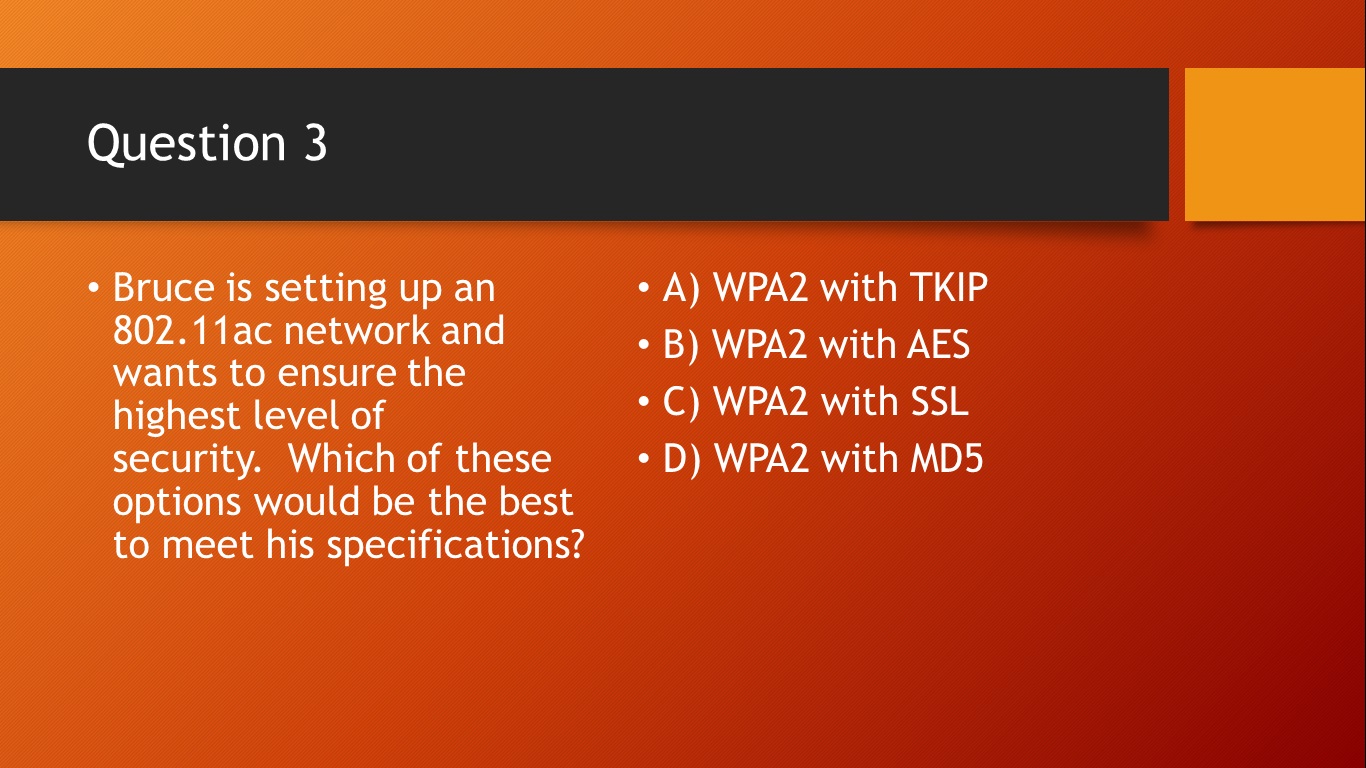 Question 3
• Bruce is setting up an
802.11ac network and
wants to ensure the
highest level of
security.  Which of these
options would be the best
to meet his specifications?
• A) WPA2 with TKIP
• B) WPA2 with AES
• C) WPA2 with SSL
• D) WPA2 with MD5